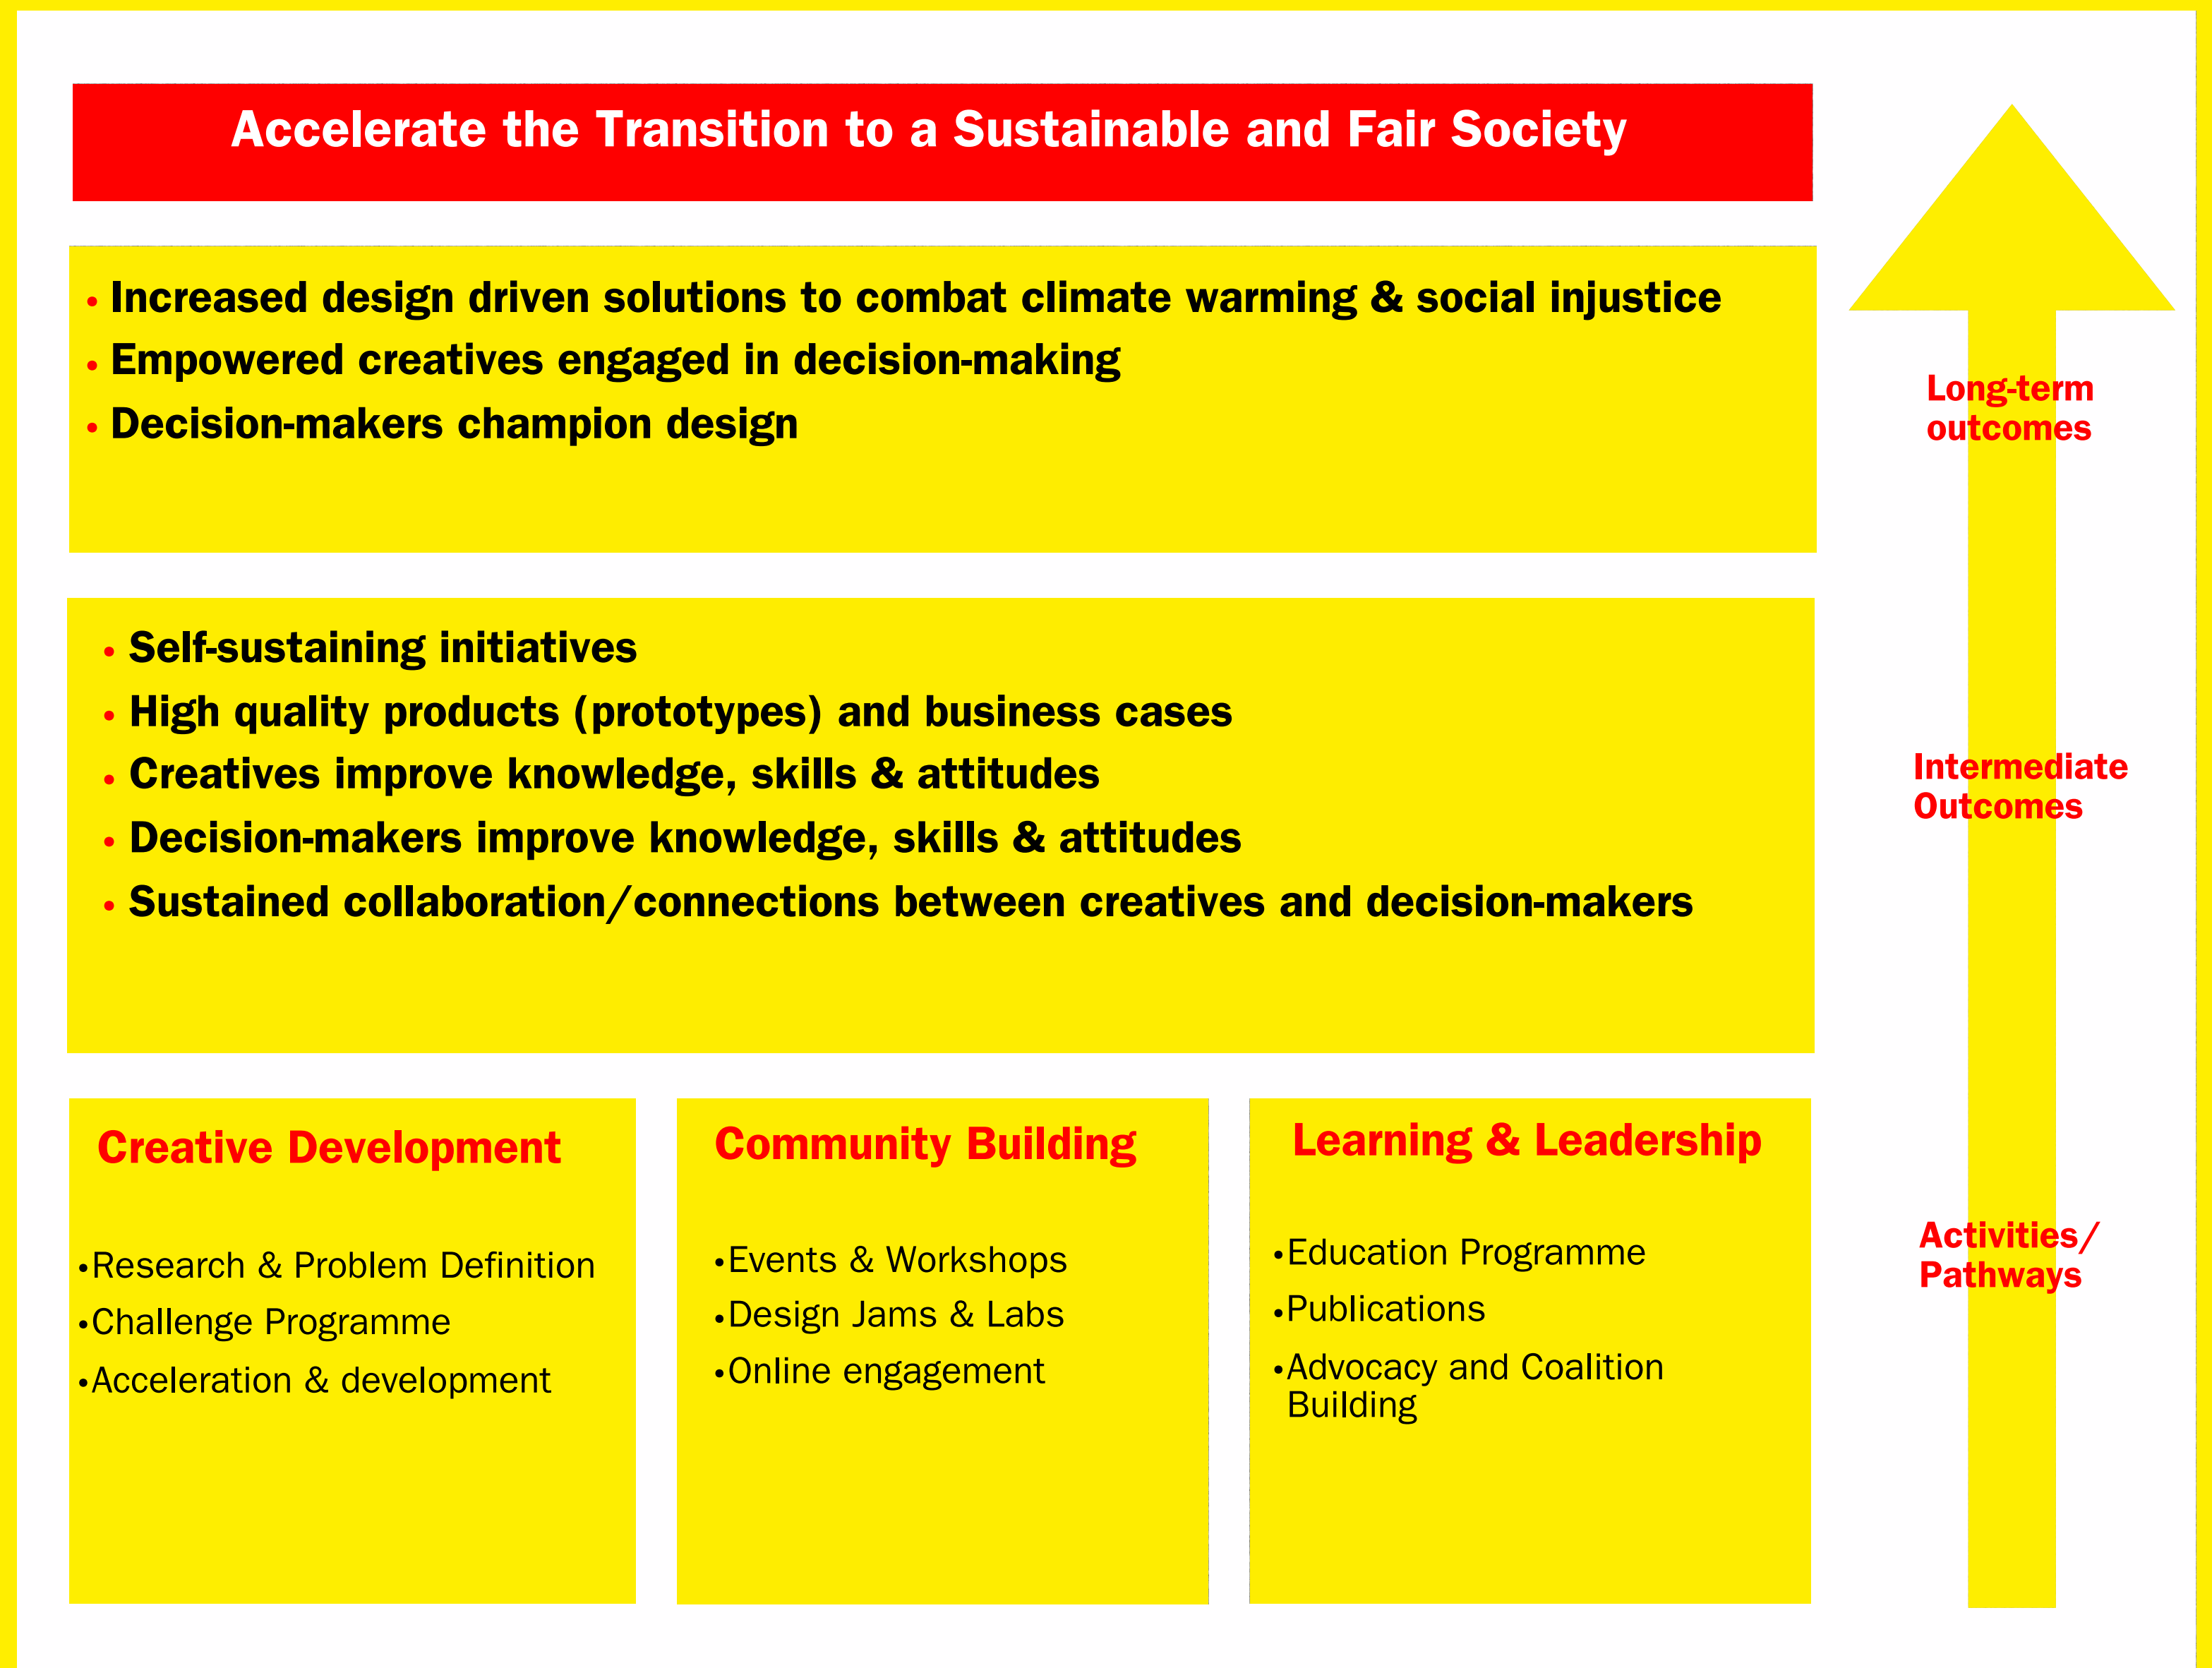 Accelerate the Transition to a Sustainable and Fair Society
• Increased design driven solutions to combat climate warming & social injustice
• Empowered creatives engaged in decision-making
• Decision-makers champion design
Long-term
outcomes
• Self-sustaining initiatives
• High quality products (prototypes) and business cases
• Creatives improve knowledge, skills & attitudes
• Decision-makers improve knowledge, skills & attitudes
• Sustained collaboration/connections between creatives and decision-makers
Intermediate
Outcomes
Creative Development
•Research & Problem Definition
•Challenge Programme
•Acceleration & development
Community Building
•Events & Workshops
•Design Jams & Labs
•Online engagement
Learning & Leadership
•Education Programme
•Publications
•Advocacy and Coalition
Building
Activities/
Pathways